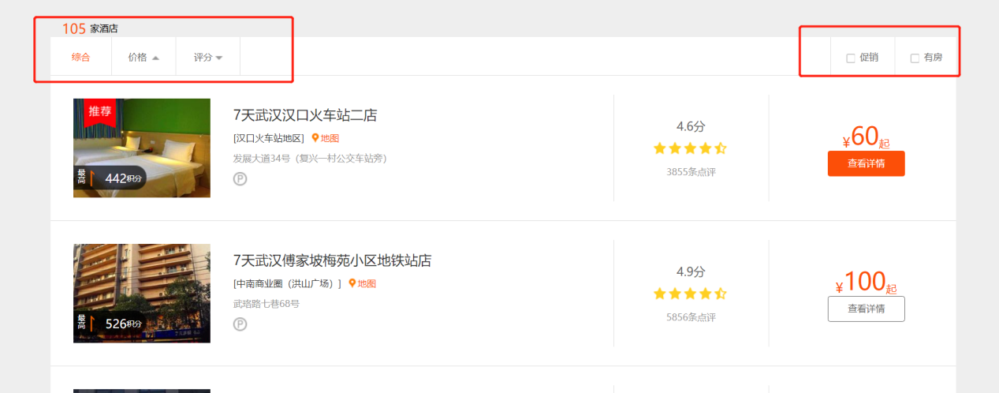 105 家酒店
综合 价格 评分 促销 有房
推荐
7天武汉汉口火车站二店
[汉口火车站地区] 地图
发展大道34号（复兴一村公交车站旁）
P
最高 442积分
4.6分
3855条点评
¥60起
查看详情
7天武汉傅家坡梅苑小区地铁站店
[中南商业圈（洪山广场）] 地图
武珞路七巷68号
P
最高 526积分
4.9分
5856条点评
¥100起
查看详情